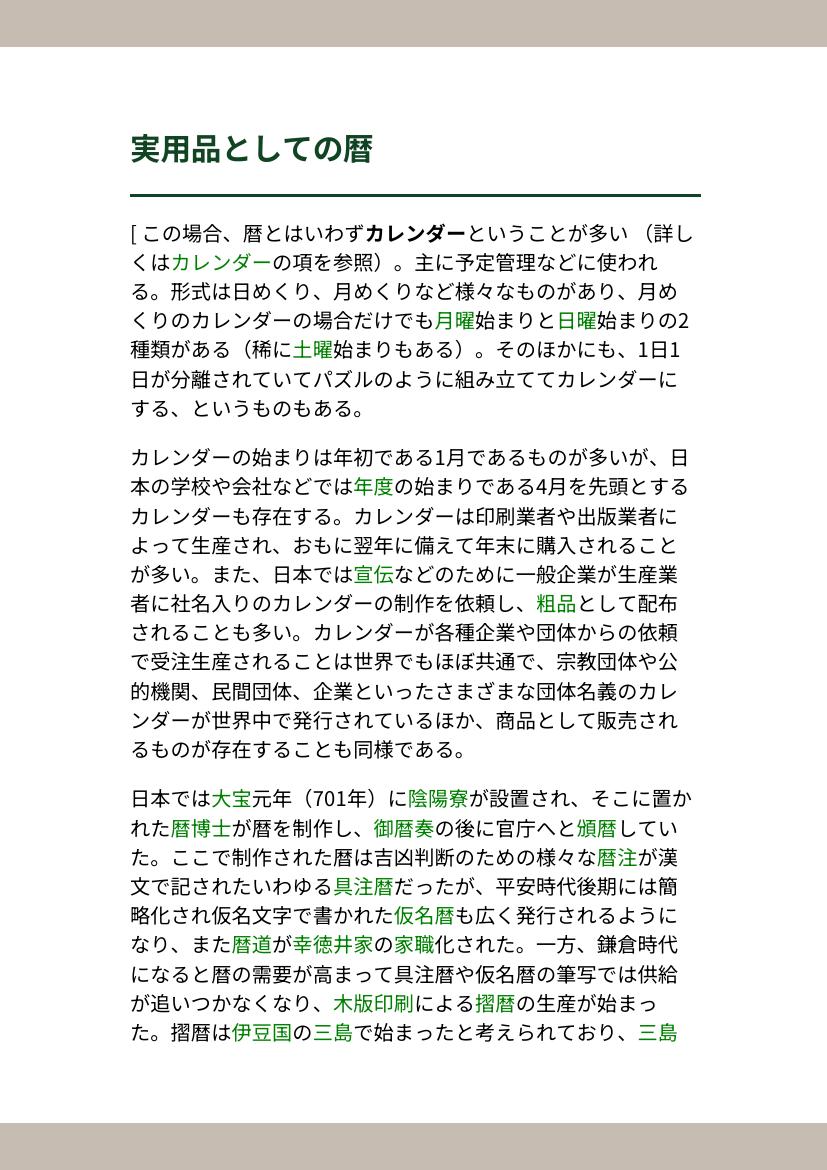 実用品としての暦
[ この場合、暦とはいわずカレンダーということが多い （詳し
くはカレンダーの項を参照）。主に予定管理などに使われ
る。形式は日めくり、月めくりなど様々なものがあり、月め
くりのカレンダーの場合だけでも月曜始まりと日曜始まりの2
種類がある（稀に土曜始まりもある）。そのほかにも、1日1
日が分離されていてパズルのように組み立ててカレンダーに
する、というものもある。
カレンダーの始まりは年初である1月であるものが多いが、日
本の学校や会社などでは年度の始まりである4月を先頭とする
カレンダーも存在する。カレンダーは印刷業者や出版業者に
よって生産され、おもに翌年に備えて年末に購入されること
が多い。また、日本では宣伝などのために一般企業が生産業
者に社名入りのカレンダーの制作を依頼し、粗品として配布
されることも多い。カレンダーが各種企業や団体からの依頼
で受注生産されることは世界でもほぼ共通で、宗教団体や公
的機関、民間団体、企業といったさまざまな団体名義のカレ
ンダーが世界中で発行されているほか、商品として販売され
るものが存在することも同様である。
日本では大宝元年（701年）に陰陽寮が設置され、そこに置か
れた暦博士が暦を制作し、御暦奏の後に官庁へと頒暦してい
た。ここで制作された暦は吉凶判断のための様々な暦注が漢
文で記されたいわゆる具注暦だったが、平安時代後期には簡
略化され仮名文字で書かれた仮名暦も広く発行されるように
なり、また暦道が幸徳井家の家職化された。一方、鎌倉時代
になると暦の需要が高まって具注暦や仮名暦の筆写では供給
が追いつかなくなり、木版印刷による摺暦の生産が始まっ
た。摺暦は伊豆国の三島で始まったと考えられており、三島